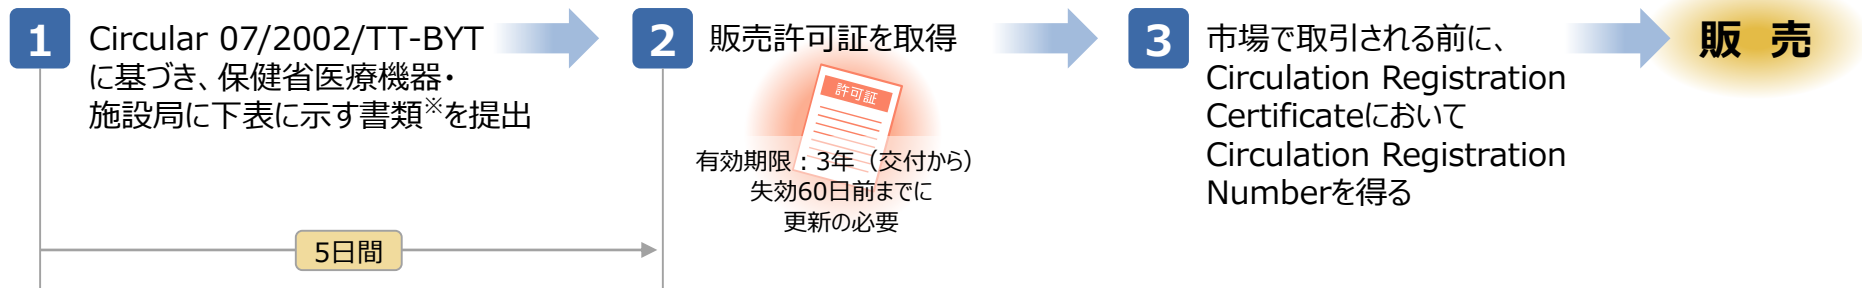 1
Circular 07/2002/TT-BYT
に基づき、保健省医療機器・
施設局に下表に示す書類※を提出
5日間
2
販売許可証を取得
許可証
有効期限：3年（交付から）
失効60日前までに
更新の必要
3
市場で取引される前に、
Circulation Registration
Certificateにおいて
Circulation Registration
Numberを得る
販 売